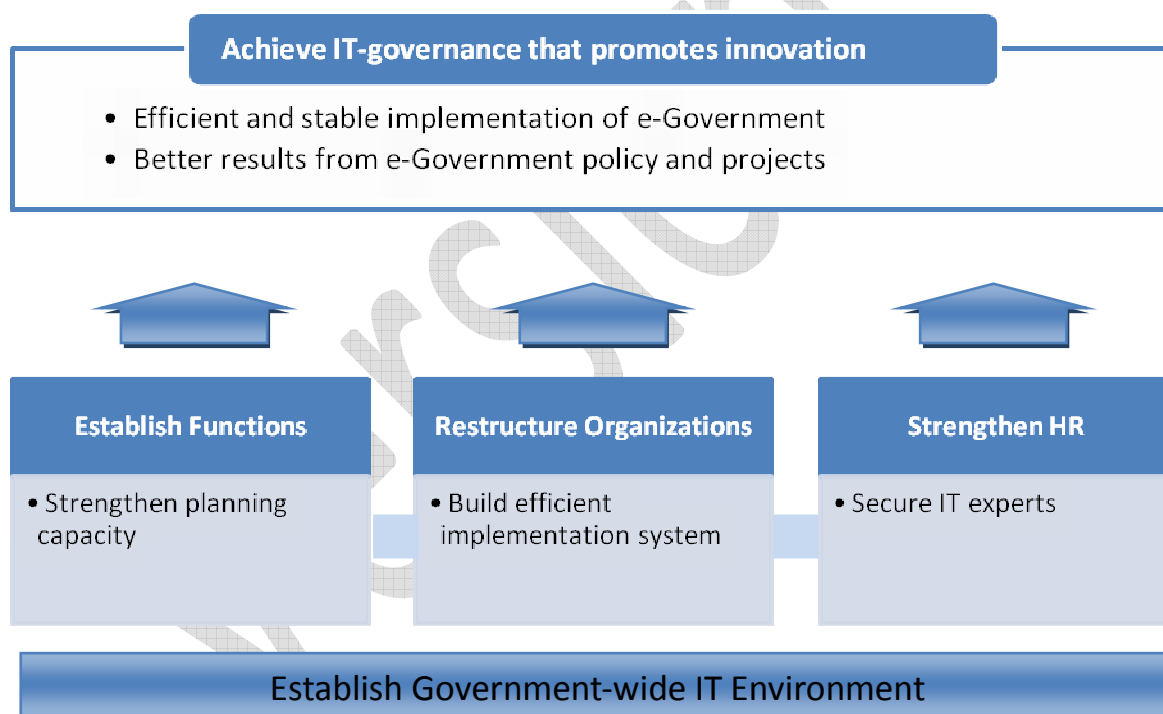 Achieve IT-governance that promotes innovation
• Efficient and stable implementation of e-Government
• Better results from e-Government policy and projects
Establish Functions
• Strengthen planning
capacity
Restructure Organizations
• Build efficient
implementation system
Strengthen HR
• Secure IT experts
Establish Government-wide IT Environment